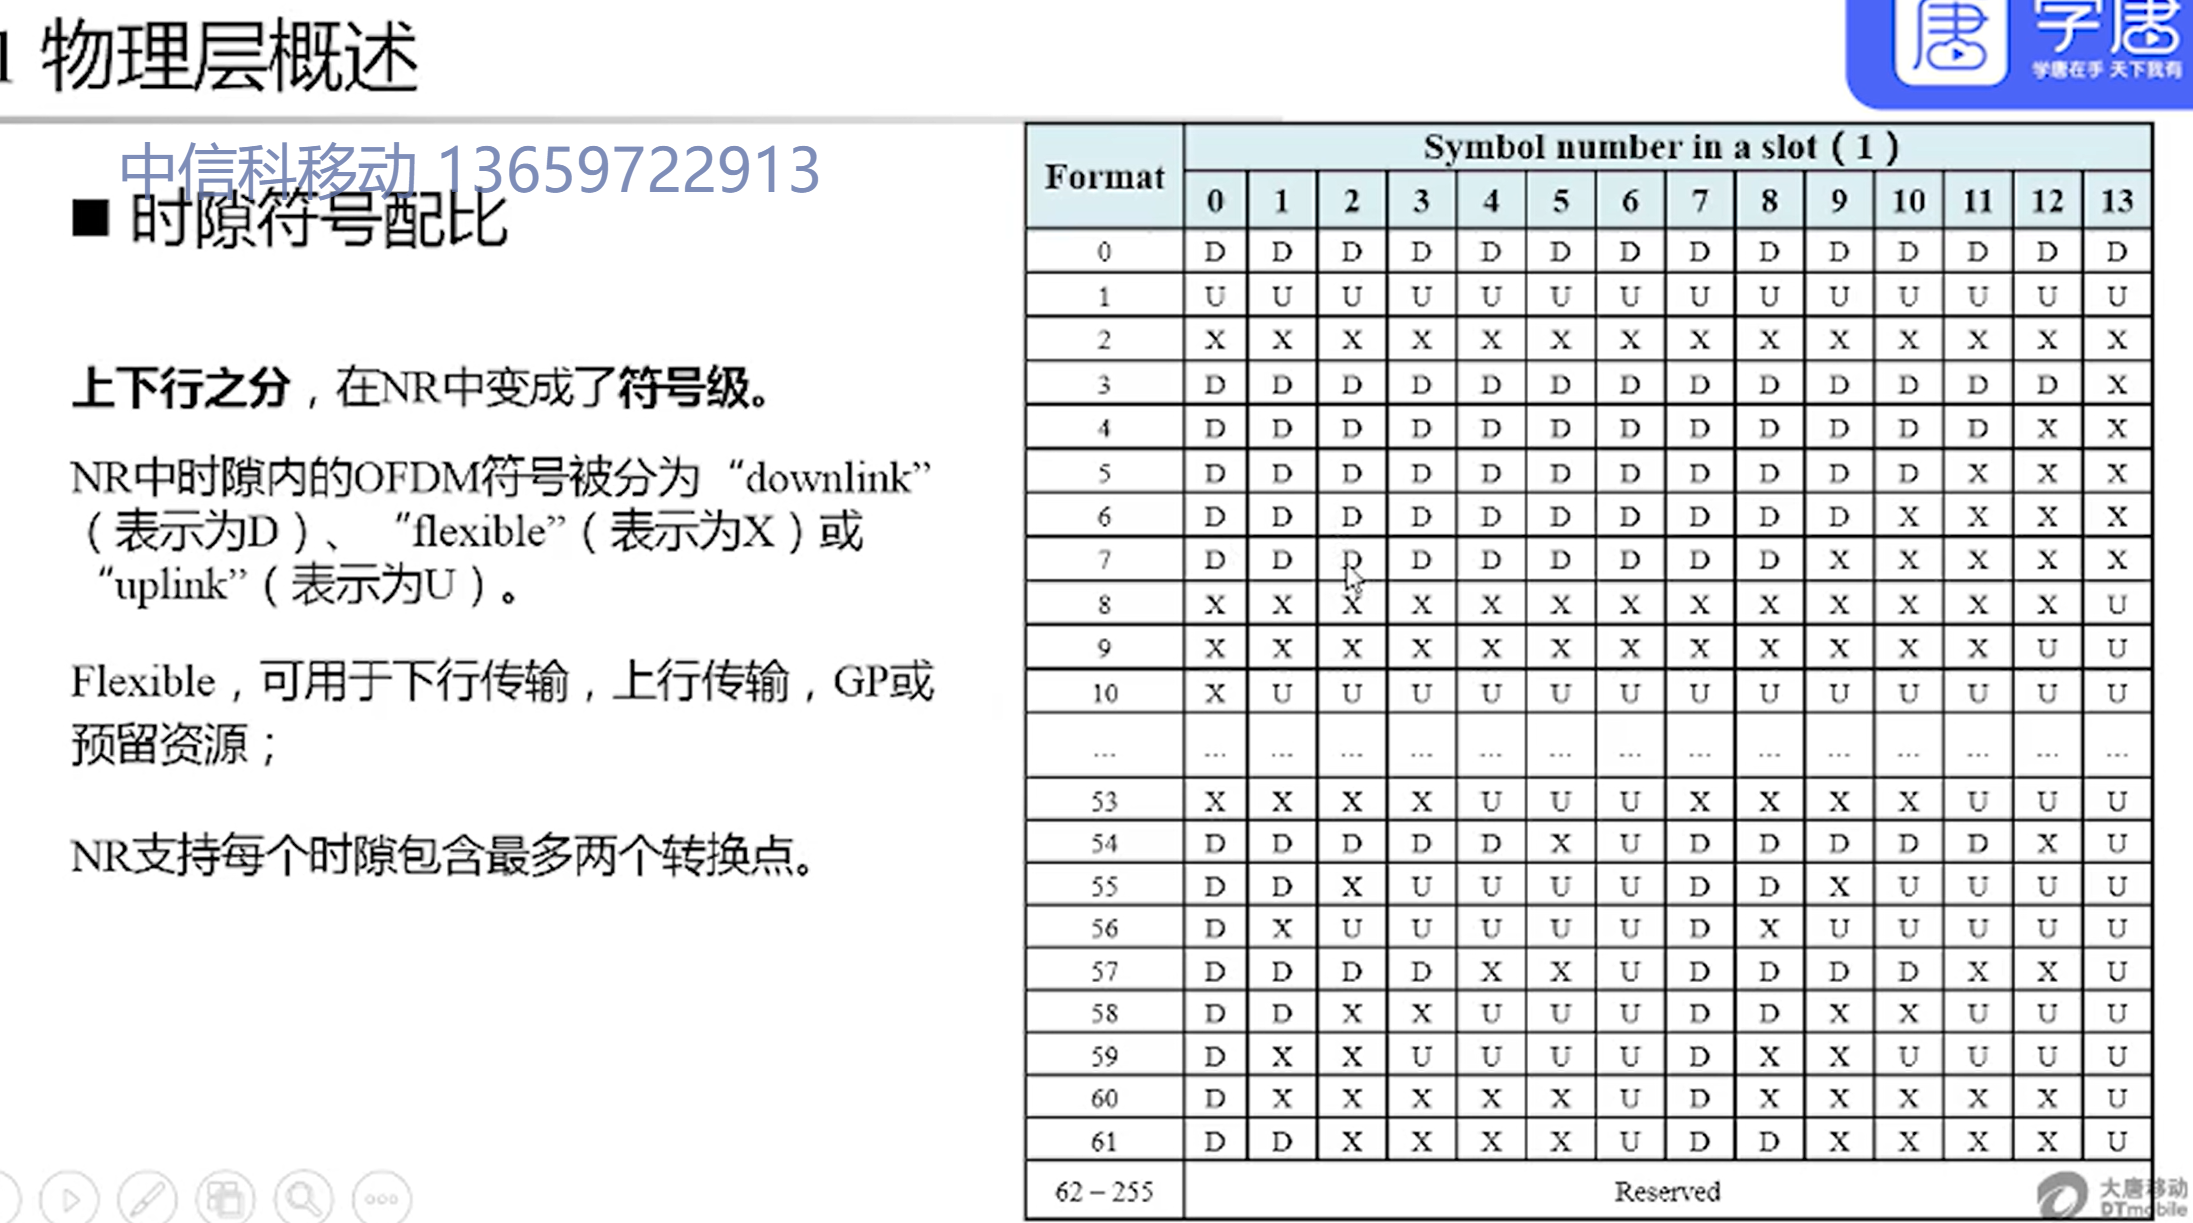 1 物理层概述
学唐
学唐在手 天下我有
中信科移动 13659722913
■ 时隙符号配比
上下行之分，在NR中变成了符号级。
NR中时隙内的OFDM符号被分为“downlink”
（表示为D）、“flexible”（表示为X）或
“uplink”（表示为U）。
Flexible，可用于下行传输，上行传输，GP或
预留资源；
NR支持每个时隙包含最多两个转换点。
Format Symbol number in a slot（1）
0 1 2 3 4 5 6 7 8 9 10 11 12 13
0 D D D D D D D D D D D D D D
1 U U U U U U U U U U U U U U
2 X X X X X X X X X X X X X X
3 D D D D D D D D D D D D D X
4 D D D D D D D D D D D D X X
5 D D D D D D D D D D D X X X
6 D D D D D D D D D D X X X X
7 D D D D D D D D D X X X X X
8 X X X X X X X X X X X X X U
9 X X X X X X X X X X X X U U
10 X U U U U U U U U U U U U U
... ... ... ... ... ... ... ... ... ... ... ... ... ... ...
53 X X X X U U U X X X X U U U
54 D D D D D X U D D D D D X U
55 D D X U U U U D D X U U U U
56 D X U U U U U D X U U U U U
57 D D D D X X U D D D D X X U
58 D D X X U U U D D X X U U U
59 D X X U U U U D X X U U U U
60 D X X X X X U D X X X X X U
61 D D X X X X U D D X X X X U
62 – 255 Reserved
大唐移动
DTmobile